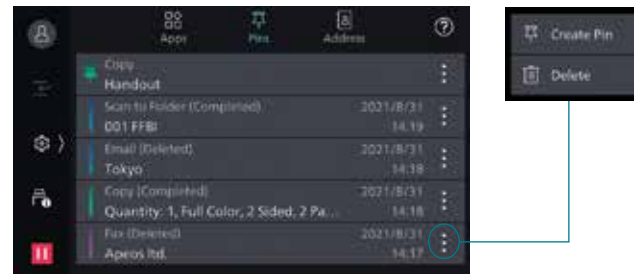 Apps
Pins
Address
Copy
Handout
Scan to Folder (Completed) 2021/8/31
001 FFBI 14:19
Email (Deleted) 2021/8/31
Tokyo 14:18
Copy (Completed) 2021/8/31
Quantity: 1, Full Color, 2 Sided, 2 Pa... 14:18
Fax (Deleted) 2021/8/31
Apeos ltd. 14:17
Create Pin
Delete